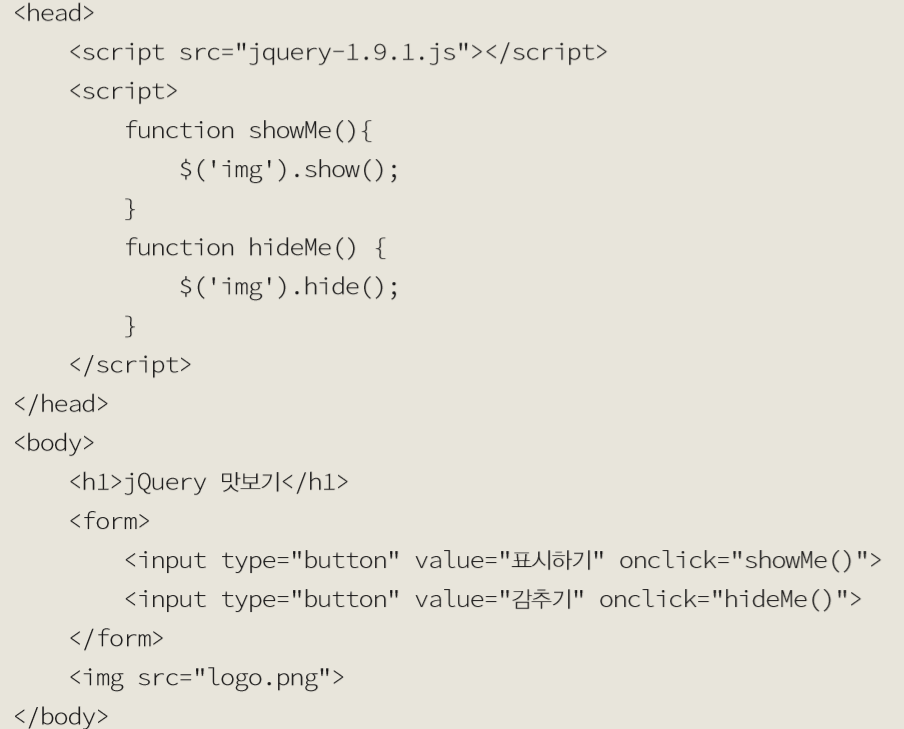 <head>
    <script src="jquery-1.9.1.js"></script>
    <script>
        function showMe(){
            $('img').show();
        }
        function hideMe() {
            $('img').hide();
        }
    </script>
</head>
<body>
    <h1>jQuery 맛보기</h1>
    <form>
        <input type="button" value="표시하기" onclick="showMe()">
        <input type="button" value="감추기" onclick="hideMe()">
    </form>
    <img src="logo.png">
</body>